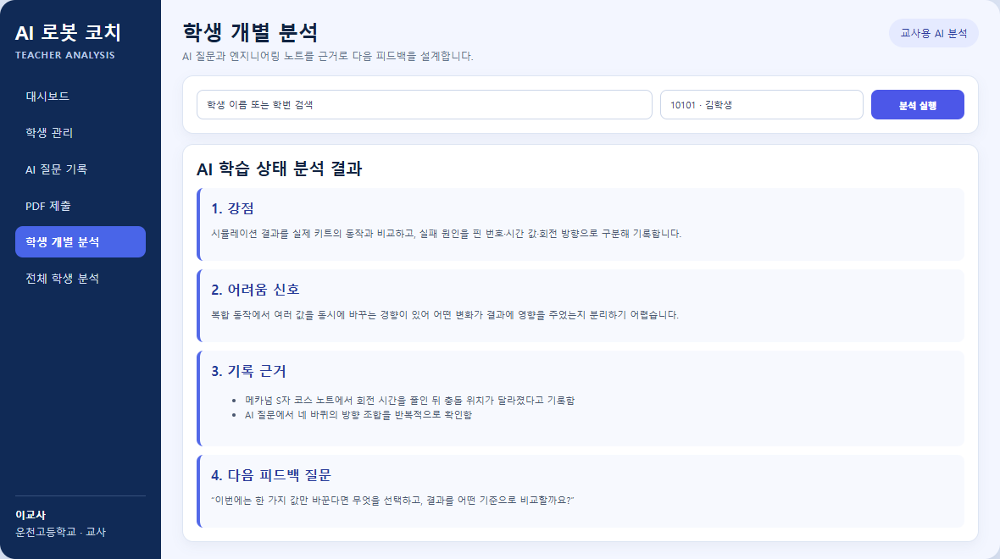 AI 로봇 코치
TEACHER ANALYSIS
대시보드
학생 관리
AI 질문 기록
PDF 제출
학생 개별 분석
전체 학생 분석
이교사
운천고등학교 · 교사
학생 개별 분석
AI 질문과 엔지니어링 노트를 근거로 다음 피드백을 설계합니다.
교사용 AI 분석
학생 이름 또는 학번 검색
10101 · 김학생
분석 실행
AI 학습 상태 분석 결과
1. 강점
시뮬레이션 결과를 실제 키트의 동작과 비교하고, 실패 원인을 핀 번호·시간 값·회전 방향으로 구분해 기록합니다.
2. 어려움 신호
복합 동작에서 여러 값을 동시에 바꾸는 경향이 있어 어떤 변화가 결과에 영향을 주었는지 분리하기 어렵습니다.
3. 기록 근거
• 메카넘 S자 코스 노트에서 회전 시간을 줄인 뒤 충돌 위치가 달라졌다고 기록함
• AI 질문에서 네 바퀴의 방향 조합을 반복적으로 확인함
4. 다음 피드백 질문
“이번에는 한 가지 값만 바꾼다면 무엇을 선택하고, 결과를 어떤 기준으로 비교할까요?”